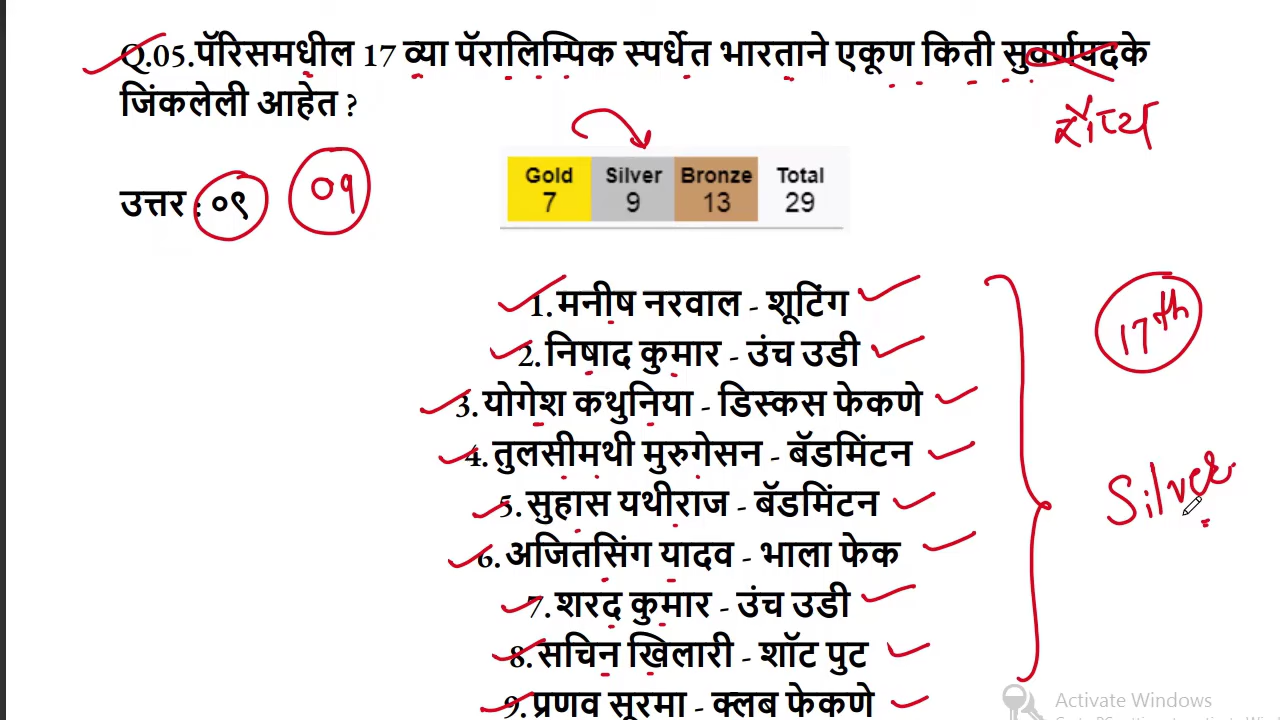 Q.05.पॅरिसमधील 17 व्या पॅरालिम्पिक स्पर्धेत भारताने एकूण किती सुवर्णपदके
जिंकलेली आहेत ?
रौप्य
उत्तर : ०९
09
Gold Silver Bronze Total
7 9 13 29
1.मनीष नरवाल - शूटिंग
2.निषाद कुमार - उंच उडी
3.योगेश कथुनिया - डिस्कस फेकणे
4.तुलसीमथी मुरुगेसन - बॅडमिंटन
5.सुहास यथीराज - बॅडमिंटन
6.अजितसिंग यादव - भाला फेक
7.शरद कुमार - उंच उडी
8.सचिन खिलारी - शॉट पुट
9.प्रणव सूरमा - क्लब फेकणे
17th
Silver
Activate Windows